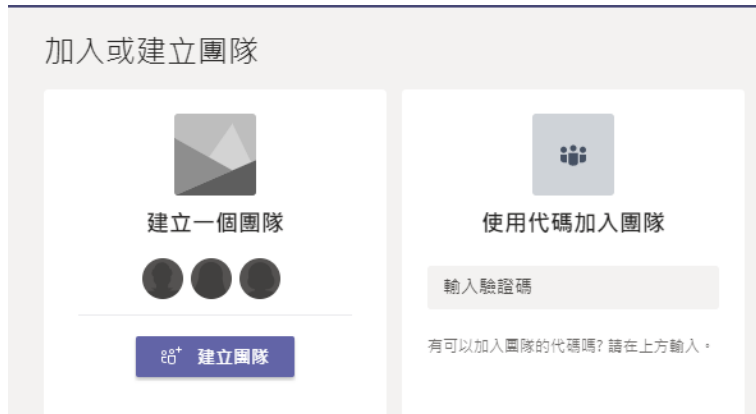 加入或建立團隊
建立一個團隊
建立團隊
使用代碼加入團隊
輸入驗證碼
有可以加入團隊的代碼嗎? 請在上方輸入。